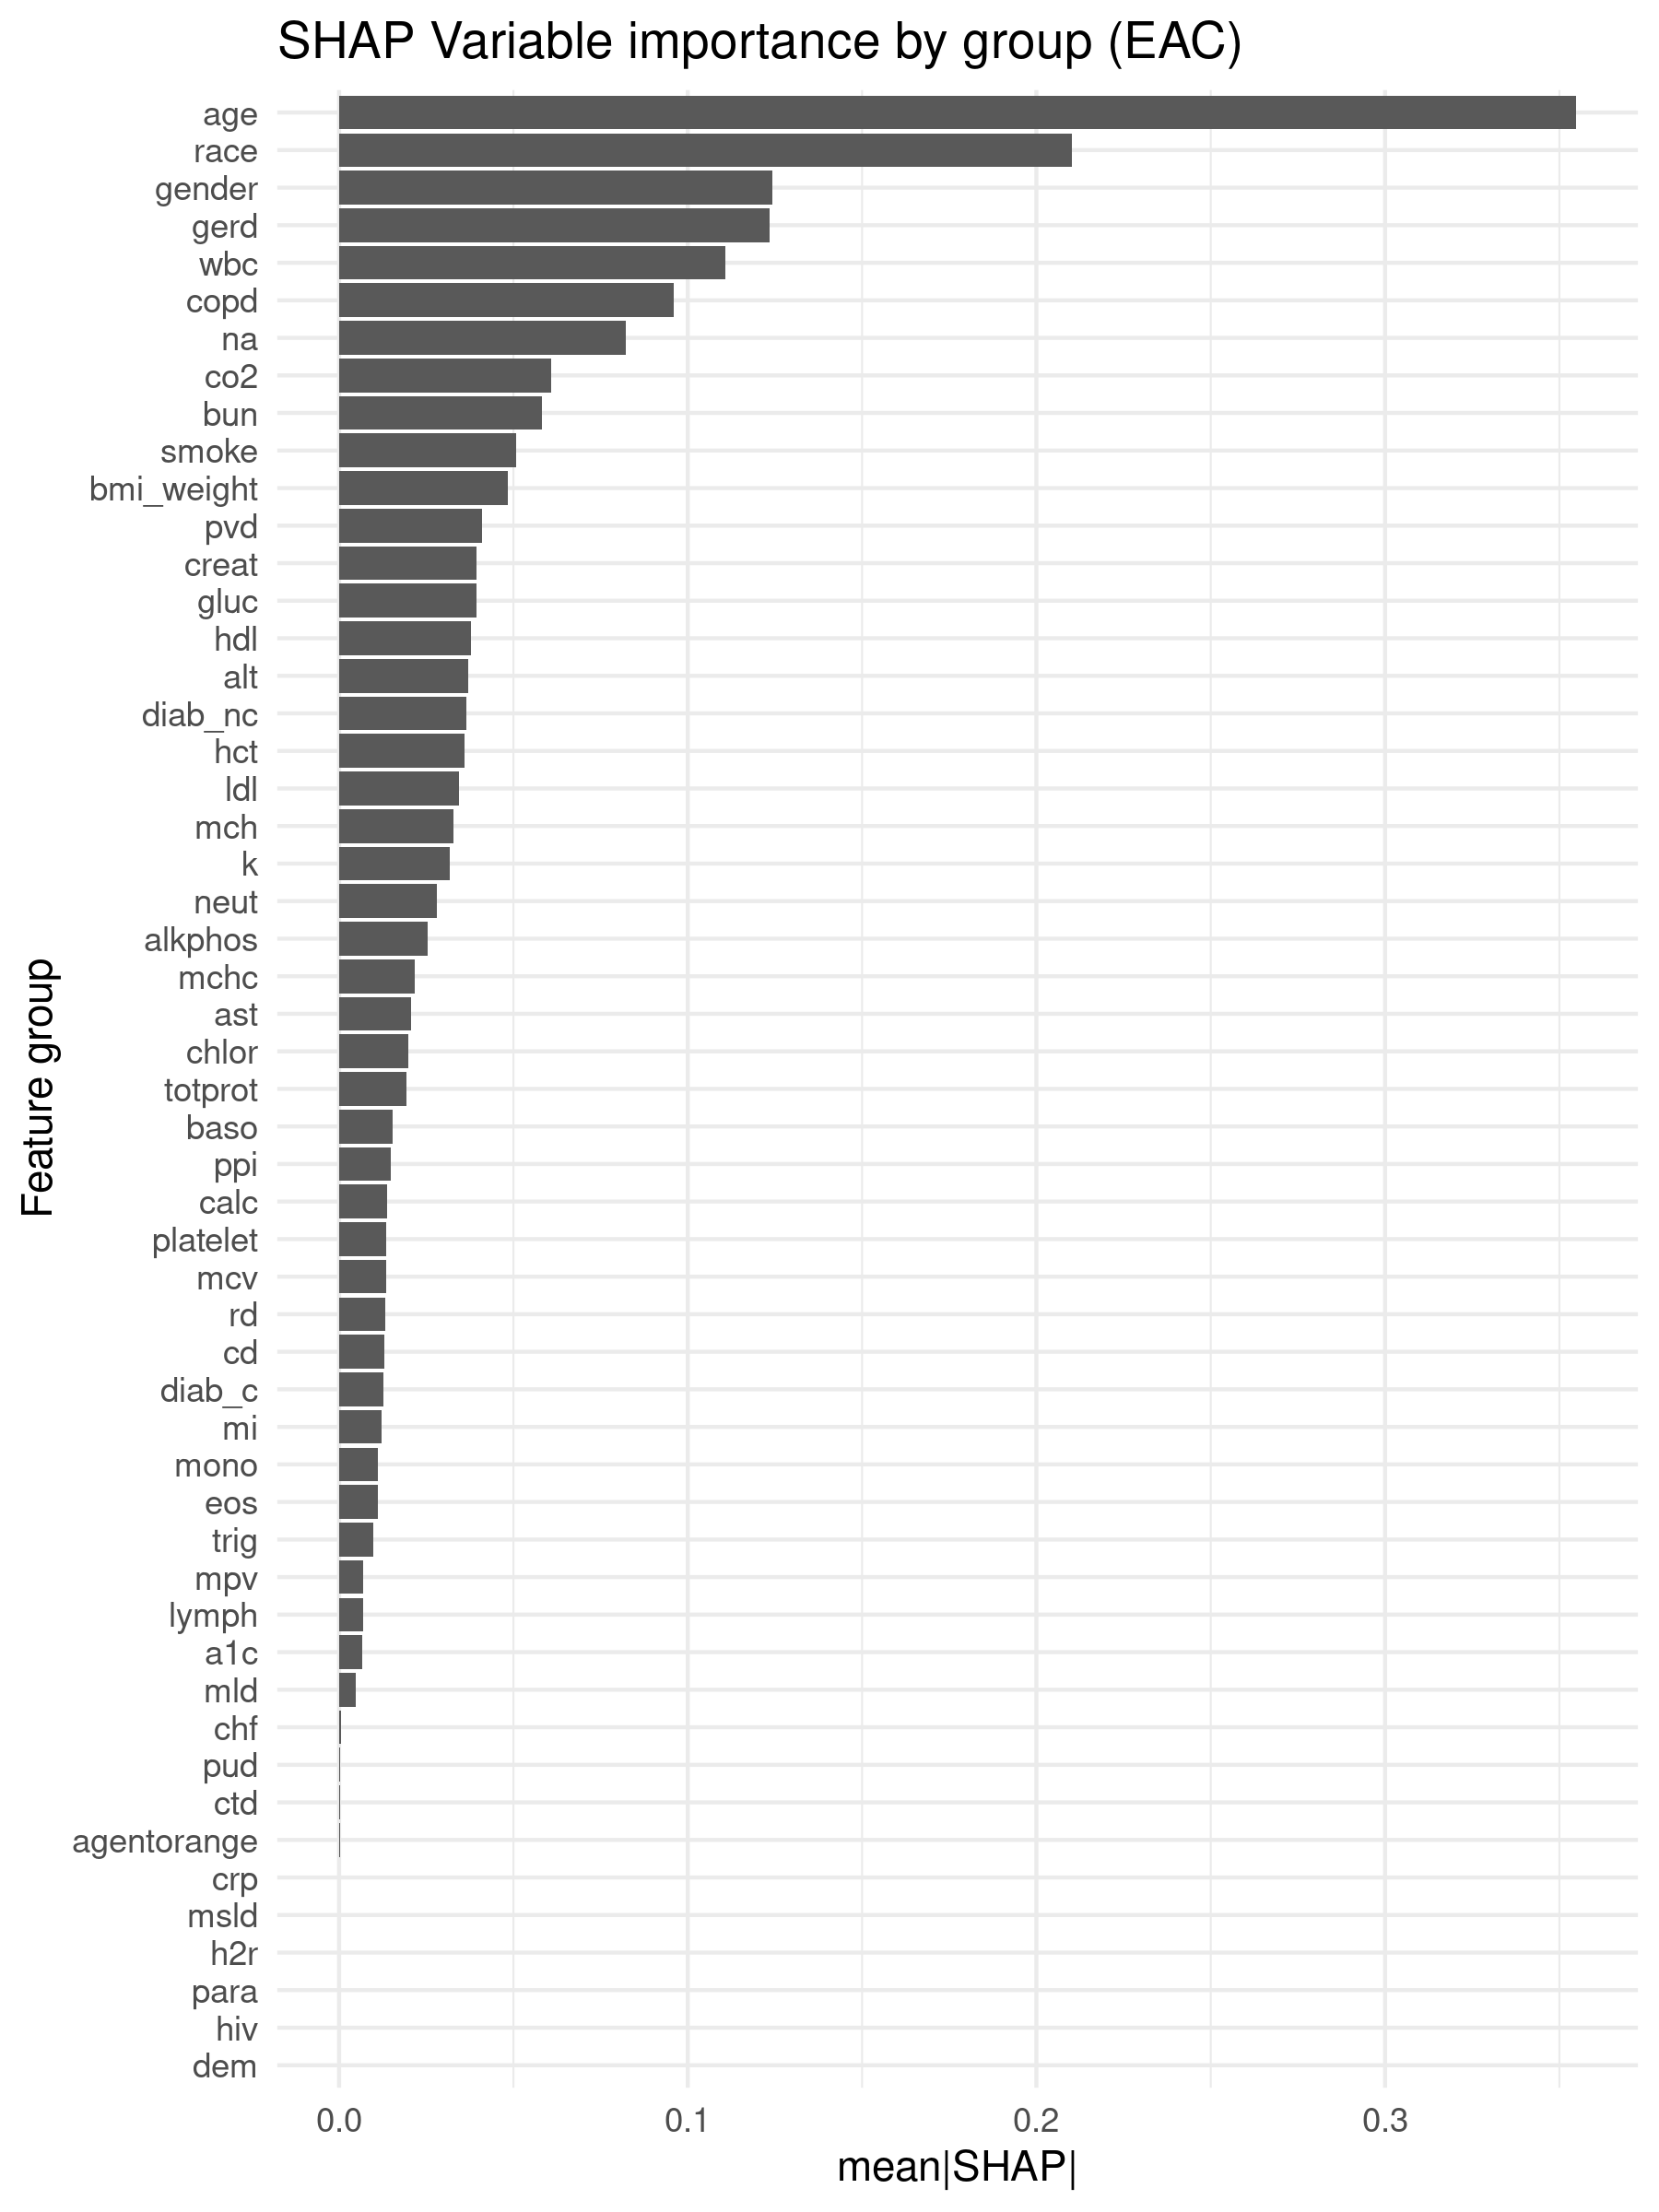 SHAP Variable importance by group (EAC)
age
race
gender
gerd
wbc
copd
na
co2
bun
smoke
bmi_weight
pvd
creat
gluc
hdl
alt
diab_nc
hct
ldl
mch
k
neut
alkphos
mchc
ast
chlor
totprot
baso
ppi
calc
platelet
mcv
rd
cd
diab_c
mi
mono
eos
trig
mpv
lymph
a1c
mld
chf
pud
ctd
agentorange
crp
msld
h2r
para
hiv
dem
Feature group
0.0 0.1 0.2 0.3
mean|SHAP|